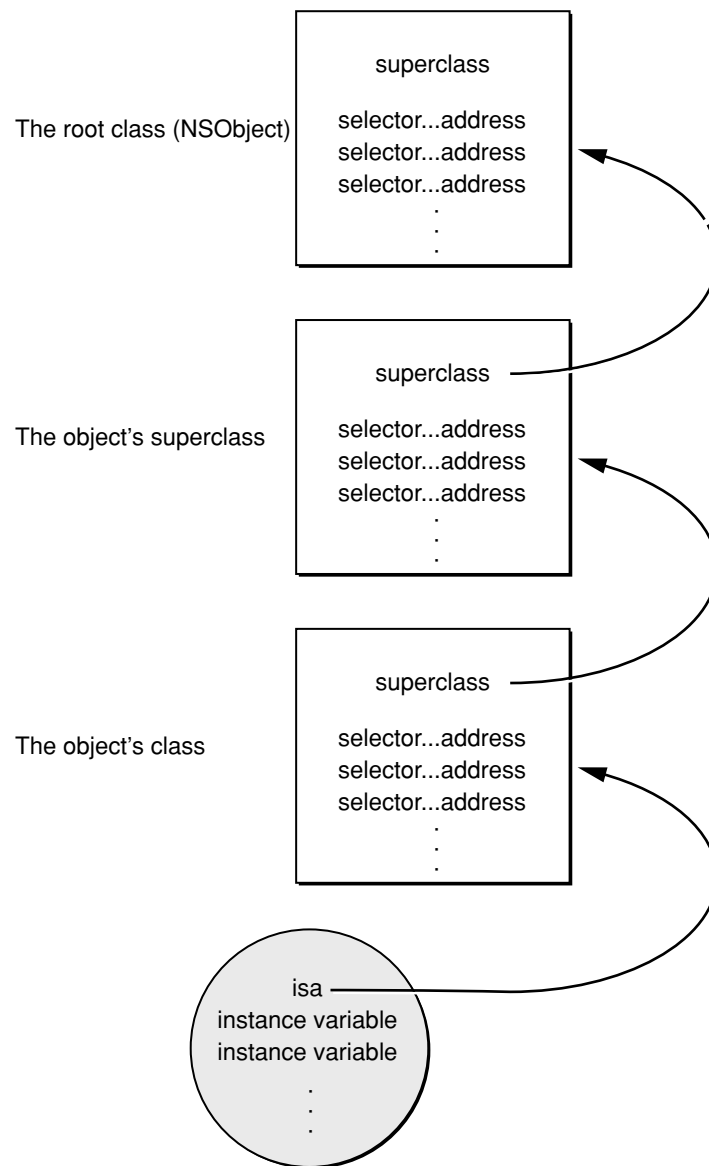 superclass
The root class (NSObject)
selector...address
selector...address
selector...address
.
.
.
superclass
The object's superclass
selector...address
selector...address
selector...address
.
.
.
superclass
The object's class
selector...address
selector...address
selector...address
.
.
.
isa
instance variable
instance variable
.
.
.